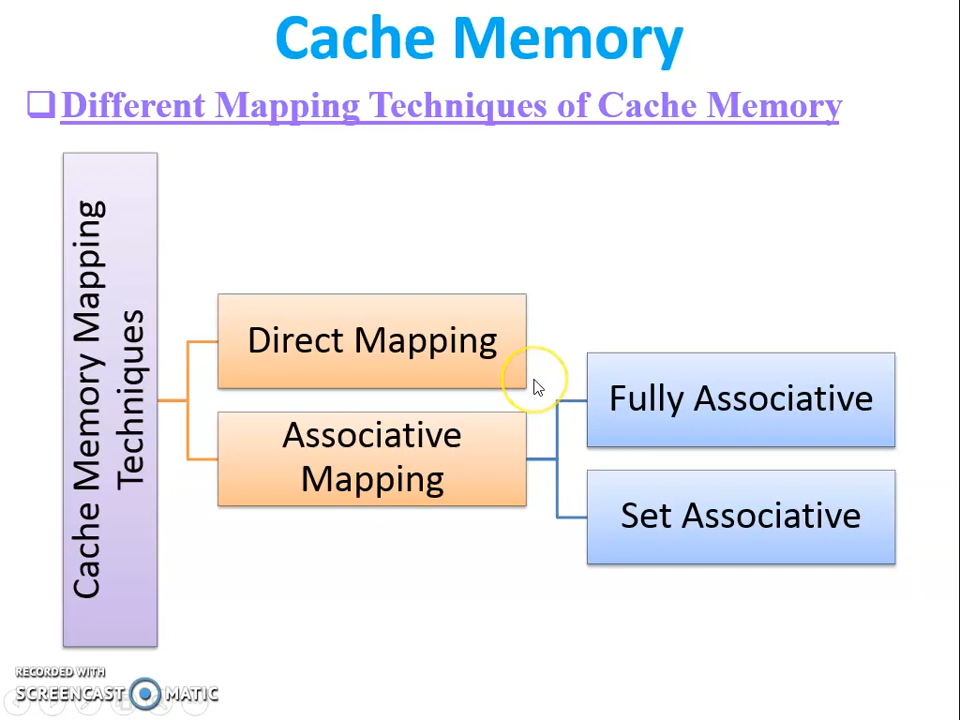 Cache Memory
Different Mapping Techniques of Cache Memory
Cache Memory Mapping
Techniques
Direct Mapping
Associative
Mapping
Fully Associative
Set Associative
RECORDED WITH
SCREENCAST MATIC